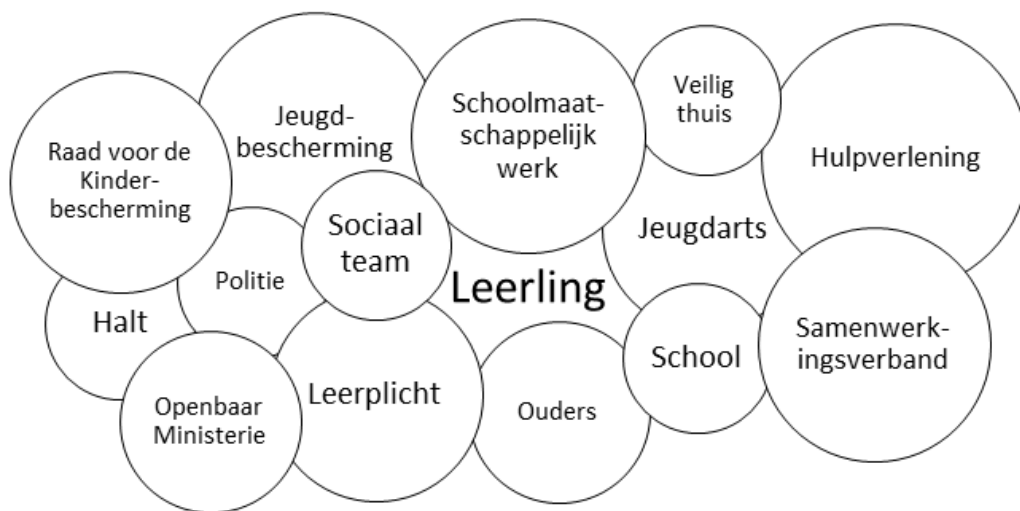 Raad voor de
Kinder-
bescherming
Jeugd-
bescherming
Schoolmaat-
schappelijk
werk
Veilig
thuis
Hulpverlening
Halt
Politie
Sociaal
team
Leerling
Jeugdarts
Openbaar
Ministerie
Leerplicht
Ouders
School
Samenwerk-
ingsverband